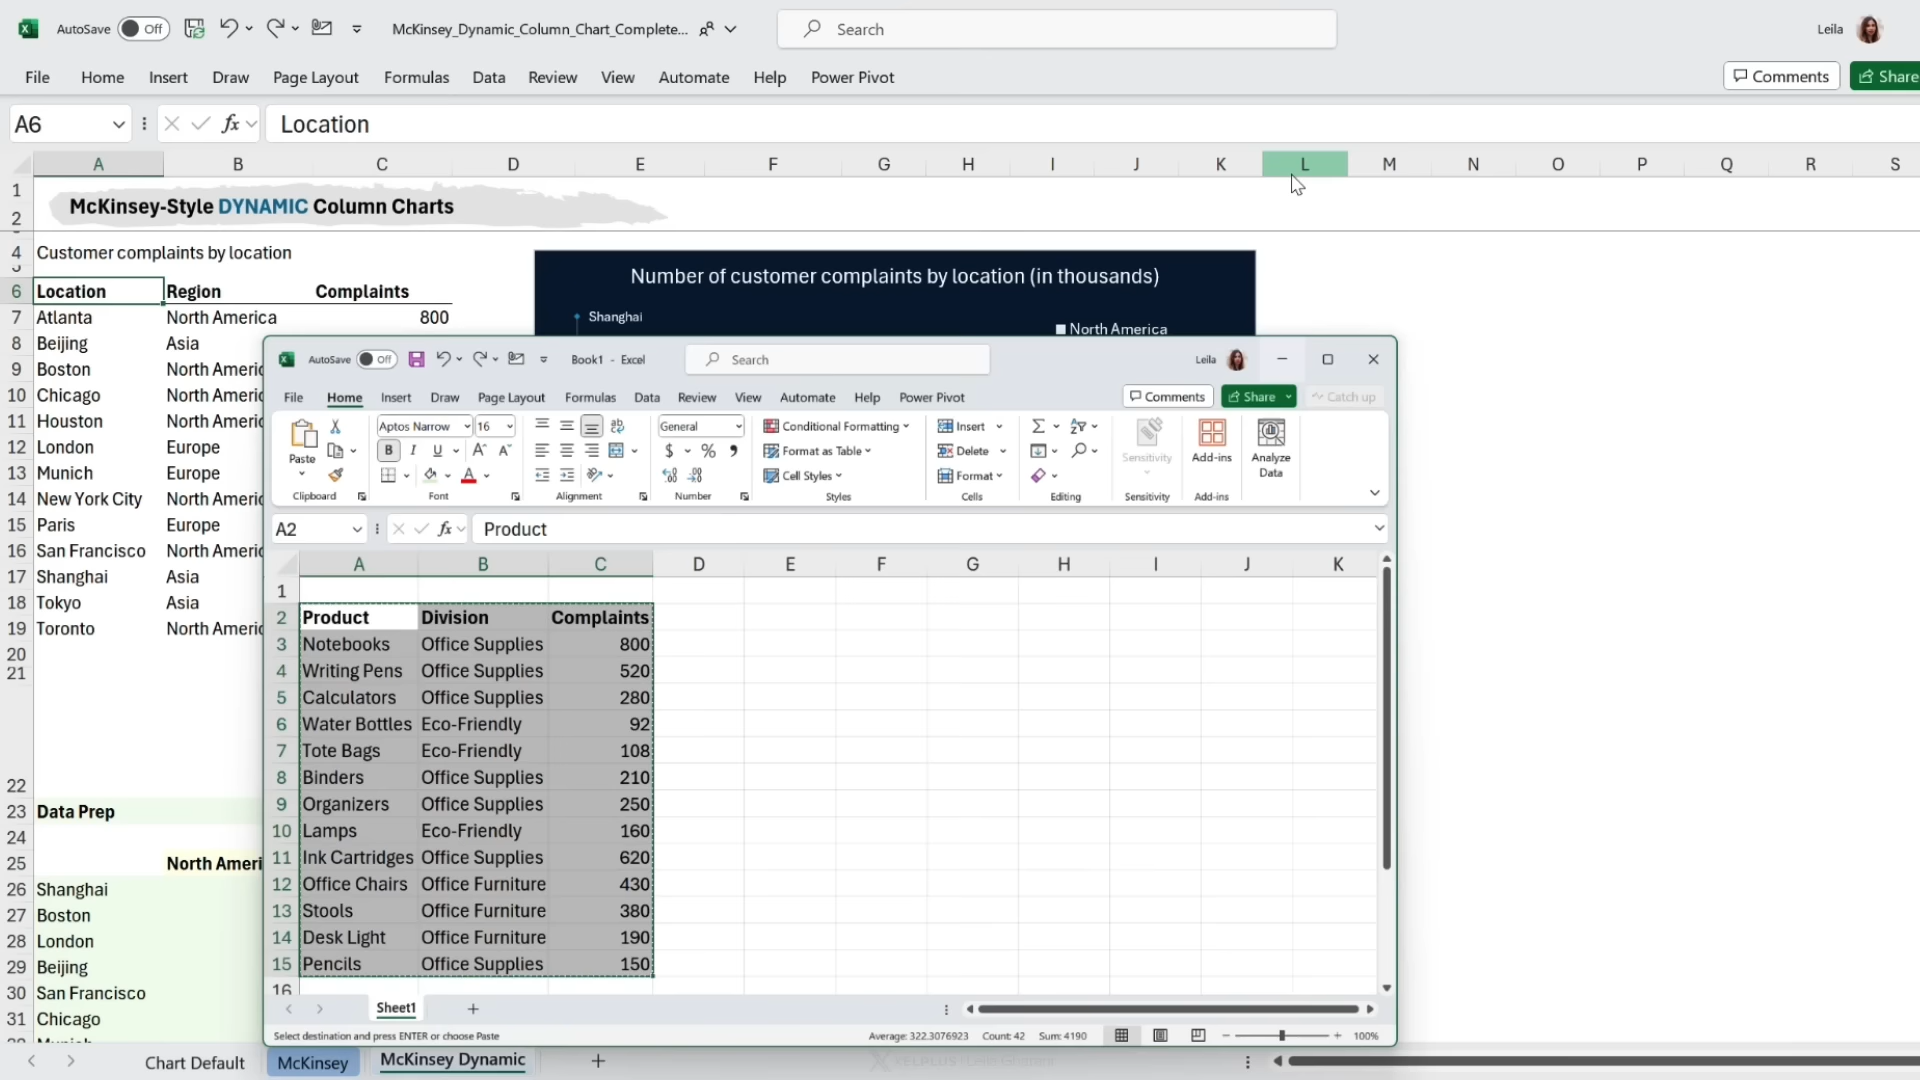 AutoSave Off McKinsey_Dynamic_Column_Chart_Complete... Search Leila
File Home Insert Draw Page Layout Formulas Data Review View Automate Help Power Pivot Comments Share
A6 fx Location
A B C D E F G H I J K L M N O P Q R S
1
2 McKinsey-Style DYNAMIC Column Charts
4 Customer complaints by location
Number of customer complaints by location (in thousands)
6 Location Region Complaints
7 Atlanta North America 800
Shanghai
North America
8 Beijing Asia
9 Boston North Americ
10 Chicago North Americ
11 Houston North Americ
12 London Europe
13 Munich Europe
14 New York City North Americ
15 Paris Europe
16 San Francisco North Americ
17 Shanghai Asia
18 Tokyo Asia
19 Toronto North Americ
20
21
22
23 Data Prep
24
25 North Ameri
26 Shanghai
27 Boston
28 London
29 Beijing
30 San Francisco
31 Chicago
AutoSave Off Book1 - Excel Search Leila
File Home Insert Draw Page Layout Formulas Data Review View Automate Help Power Pivot Comments Share Catch up
Paste Aptos Narrow 16 General Conditional Formatting Insert
B I U $ % Format as Table Delete Sensitivity Add-ins Analyze Data
Cell Styles Format
Clipboard Font Alignment Number Styles Cells Editing Sensitivity Add-ins
A2 fx Product
A B C D E F G H I J K
1
2 Product Division Complaints
3 Notebooks Office Supplies 800
4 Writing Pens Office Supplies 520
5 Calculators Office Supplies 280
6 Water Bottles Eco-Friendly 92
7 Tote Bags Eco-Friendly 108
8 Binders Office Supplies 210
9 Organizers Office Supplies 250
10 Lamps Eco-Friendly 160
11 Ink Cartridges Office Supplies 620
12 Office Chairs Office Furniture 430
13 Stools Office Furniture 380
14 Desk Light Office Furniture 190
15 Pencils Office Supplies 150
16
Sheet1
Select destination and press ENTER or choose Paste Average: 322.3076923 Count: 42 Sum: 4190 100%
Chart Default McKinsey McKinsey Dynamic